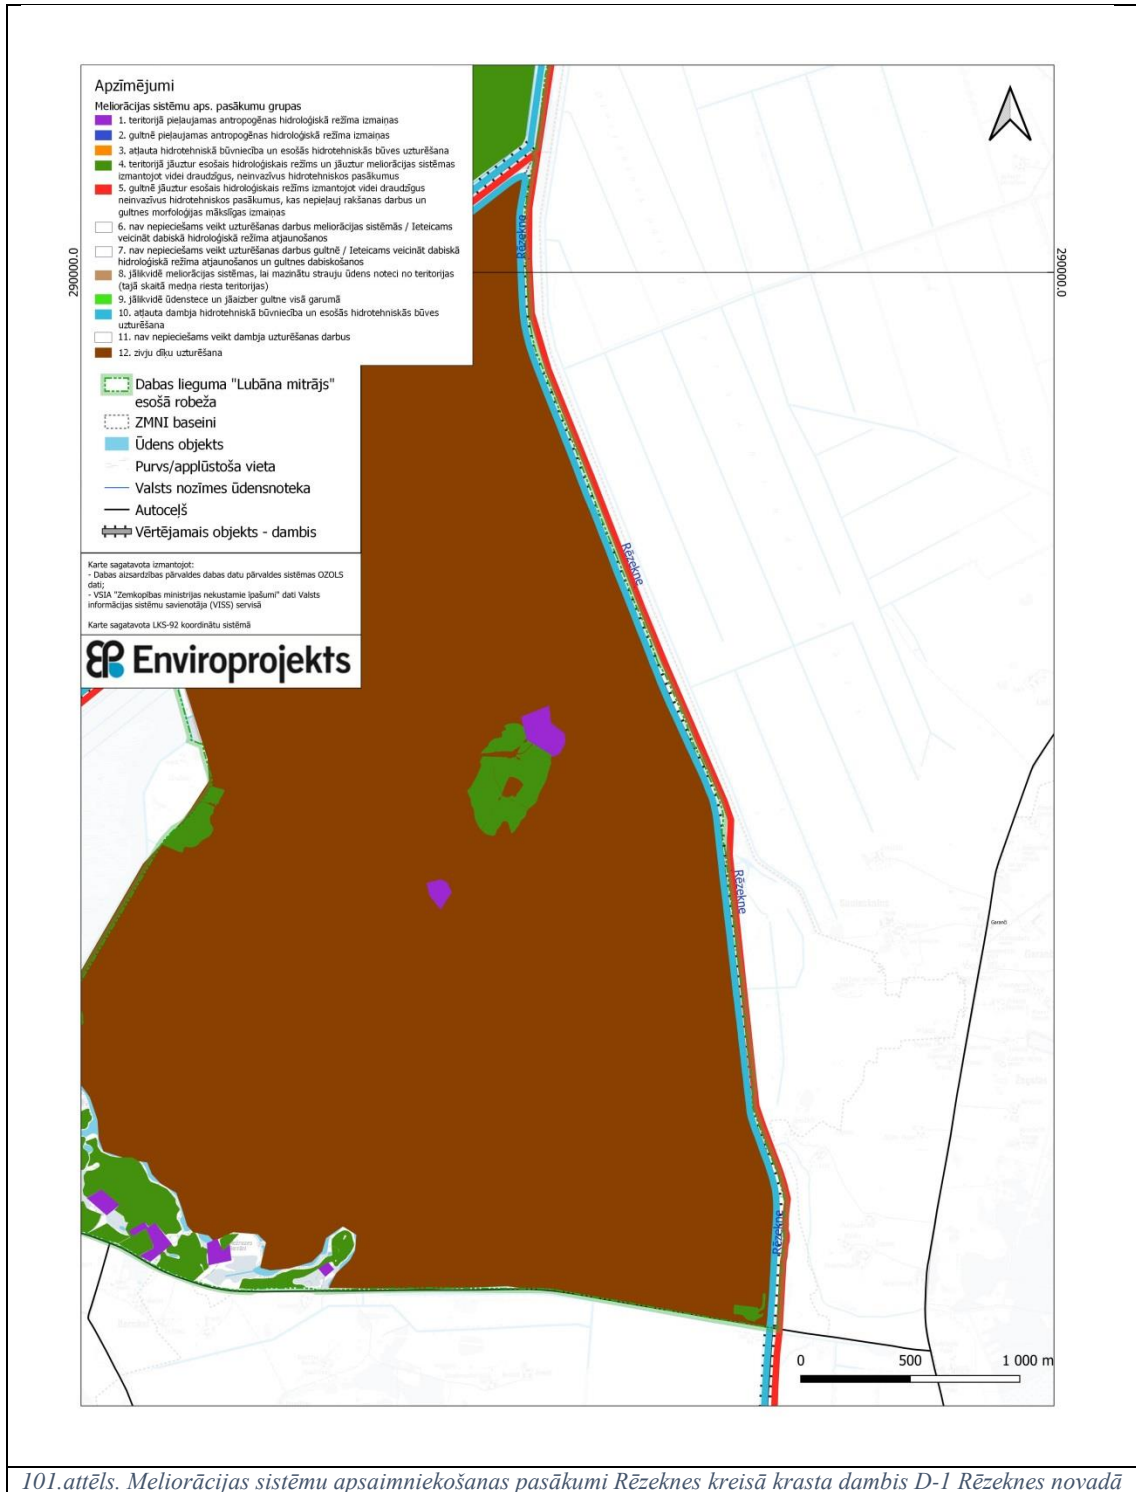 Apzīmējumi
Meliorācijas sistēmu aps. pasākumu grupas
1. teritorijā pieļaujamas antropogēnas hidroloģiskā režīma izmaiņas
2. gultnē pieļaujamas antropogēnas hidroloģiskā režīma izmaiņas
3. atļauta hidrotehniskā būvniecība un esošās hidrotehniskās būves uzturēšana
4. teritorijā jāuztur esošais hidroloģiskais režīms un jāuztur meliorācijas sistēmas
izmantojot videi draudzīgus, neinvazīvus hidrotehniskos pasākumus
5. gultnē jāuztur esošais hidroloģiskais režīms izmantojot videi draudzīgus
neinvazīvus hidrotehniskos pasākumus, kas nepieļauj rakšanas darbus un
gultnes morfoloģijas mākslīgas izmaiņas
6. nav nepieciešams veikt uzturēšanas darbus meliorācijas sistēmās / Ieteicams
veicināt dabiskā hidroloģiskā režīma atjaunošanos
7. nav nepieciešams veikt uzturēšanas darbus gultnē / Ieteicams veicināt dabiskā
hidroloģiskā režīma atjaunošanos un gultnes dabiskošanos
8. jālikvidē meliorācijas sistēmas, lai mazinātu strauju ūdens noteci no teritorijas
(tajā skaitā medņa riesta teritorijas)
9. jālikvidē ūdenstece un jāaizber gultne visā garumā
10. atļauta dambja hidrotehniskā būvniecība un esošās hidrotehniskās būves
uzturēšana
11. nav nepieciešams veikt dambja uzturēšanas darbus
12. zivju dīķu uzturēšana
Dabas lieguma "Lubāna mitrājs"
esošā robeža
ZMNI baseini
Ūdens objekts
Purvs/applūstoša vieta
Valsts nozīmes ūdensnoteka
Autoceļš
Vērtējamais objekts - dambis
Karte sagatavota izmantojot:
- Dabas aizsardzības pārvaldes dabas datu pārvaldes sistēmas OZOLS
dati;
- VSIA "Zemkopības ministrijas nekustamie īpašumi" dati Valsts
informācijas sistēmu savienotāja (VISS) servisā
Karte sagatavota LKS-92 koordinātu sistēmā
Enviroprojekts
290000.0
290000.0
Rēzekne
Rēzekne
Rēzekne
Rēzekne
0 500 1 000 m
101.attēls. Meliorācijas sistēmu apsaimniekošanas pasākumi Rēzeknes kreisā krasta dambis D-1 Rēzeknes novadā